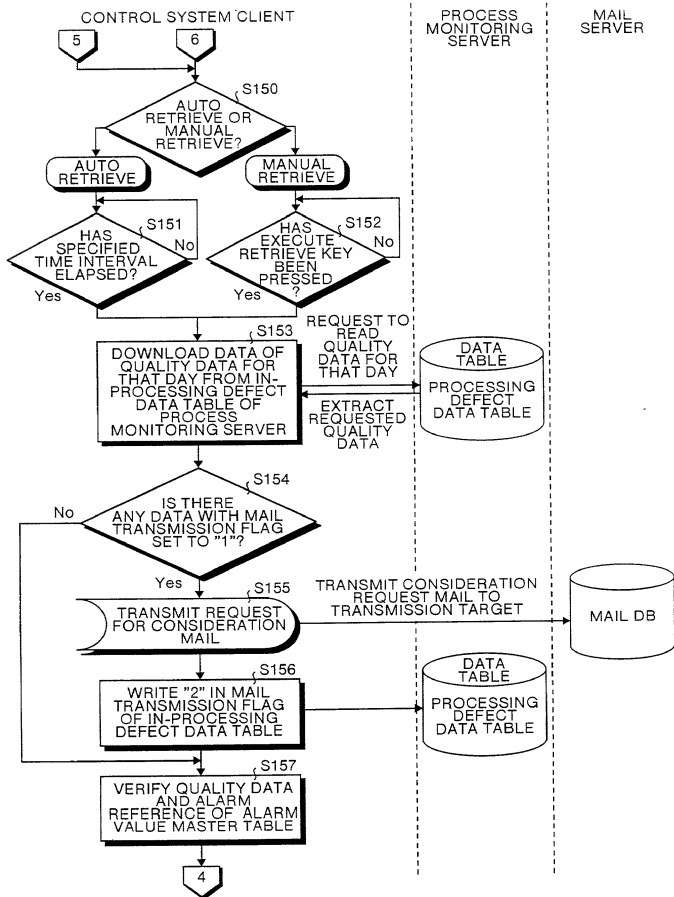 CONTROL SYSTEM CLIENT
PROCESS
MONITORING
SERVER
MAIL
SERVER
5
6
S150
AUTO
RETRIEVE OR
MANUAL
RETRIEVE?
AUTO
RETRIEVE
MANUAL
RETRIEVE
S151
HAS
SPECIFIED
TIME INTERVAL
ELAPSED?
No
Yes
S152
HAS
EXECUTE
RETRIEVE KEY
BEEN
PRESSED
?
No
Yes
S153
DOWNLOAD DATA OF
QUALITY DATA FOR
THAT DAY FROM IN-
PROCESSING DEFECT
DATA TABLE OF
PROCESS
MONITORING SERVER
REQUEST TO
READ
QUALITY
DATA FOR
THAT DAY
EXTRACT
REQUESTED
QUALITY
DATA
DATA
TABLE
PROCESSING
DEFECT
DATA TABLE
S154
IS THERE
ANY DATA WITH MAIL
TRANSMISSION FLAG
SET TO "1"?
No
Yes
S155
TRANSMIT REQUEST
FOR CONSIDERATION
MAIL
TRANSMIT CONSIDERATION
REQUEST MAIL TO
TRANSMISSION TARGET
MAIL DB
S156
WRITE "2" IN MAIL
TRANSMISSION FLAG
OF IN-PROCESSING
DEFECT DATA TABLE
DATA
TABLE
PROCESSING
DEFECT
DATA TABLE
S157
VERIFY QUALITY DATA
AND ALARM
REFERENCE OF ALARM
VALUE MASTER TABLE
4